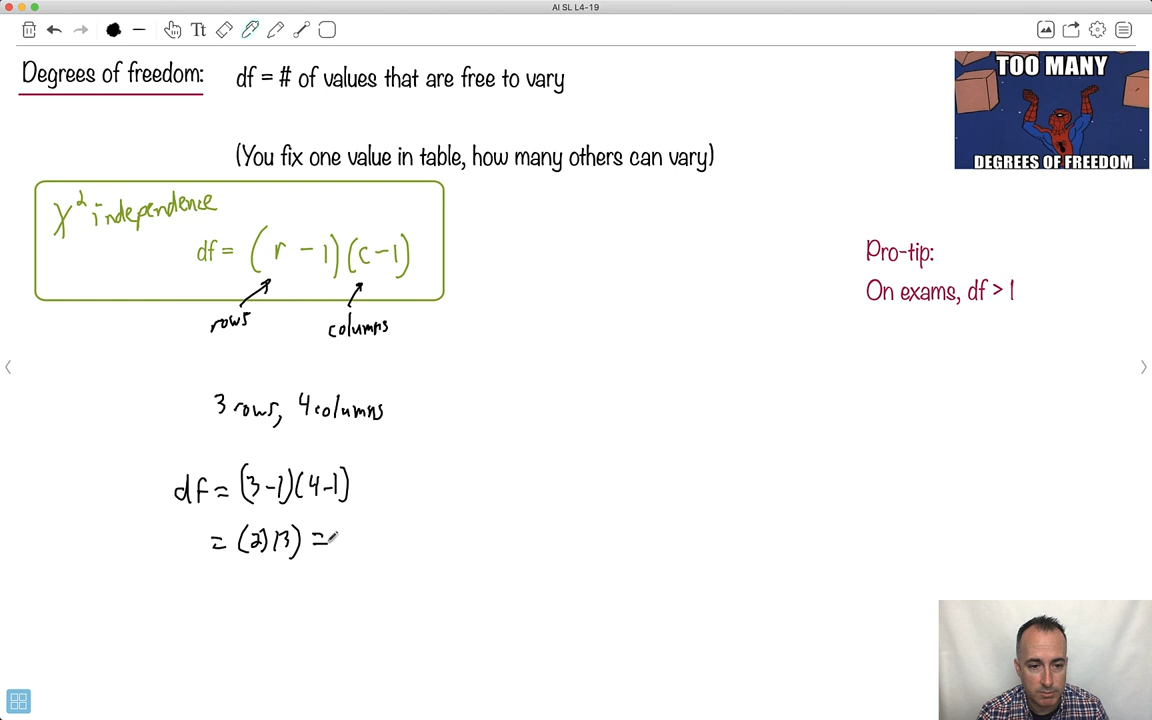 AI SL L4-19
Tt
Degrees of freedom: df = # of values that are free to vary
TOO MANY
DEGREES OF FREEDOM
(You fix one value in table, how many others can vary)
χ² independence
df = (r - 1)(c - 1)
rows columns
Pro-tip:
On exams, df > 1
3 rows, 4 columns
df = (3-1)(4-1)
= (2)(3) =